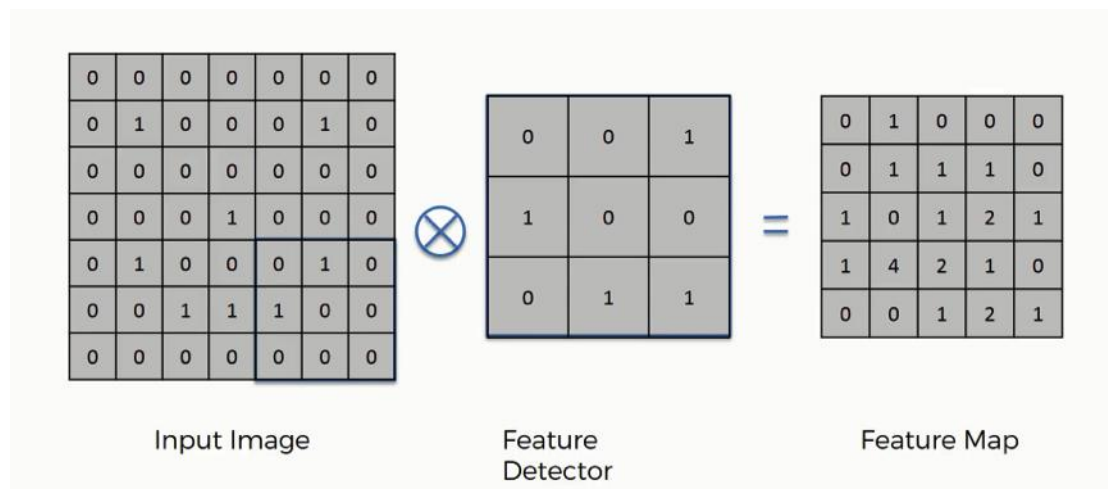 0 0 0 0 0 0 0
0 1 0 0 0 1 0
0 0 0 0 0 0 0
0 0 0 1 0 0 0
0 1 0 0 0 1 0
0 0 1 1 1 0 0
0 0 0 0 0 0 0
Input Image
0 0 1
1 0 0
0 1 1
Feature
Detector
=
0 1 0 0 0
0 1 1 1 0
1 0 1 2 1
1 4 2 1 0
0 0 1 2 1
Feature Map